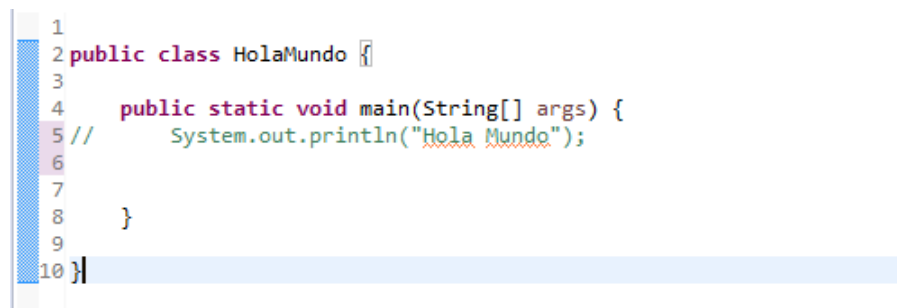 1
2 public class HolaMundo {
3
4     public static void main(String[] args) {
5 //      System.out.println("Hola Mundo");
6
7
8     }
9
10 }